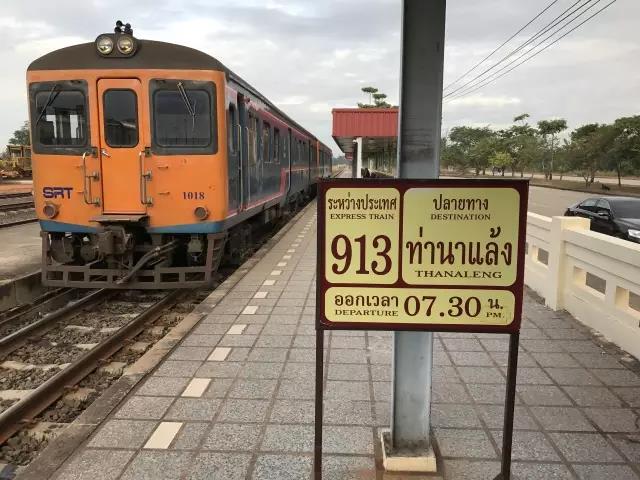 SRT
1018
ระหว่างประเทศ
EXPRESS TRAIN
913
ปลายทาง
DESTINATION
ท่านาแล้ง
THANALENG
ออกเวลา 07.30 น.
DEPARTURE PM.